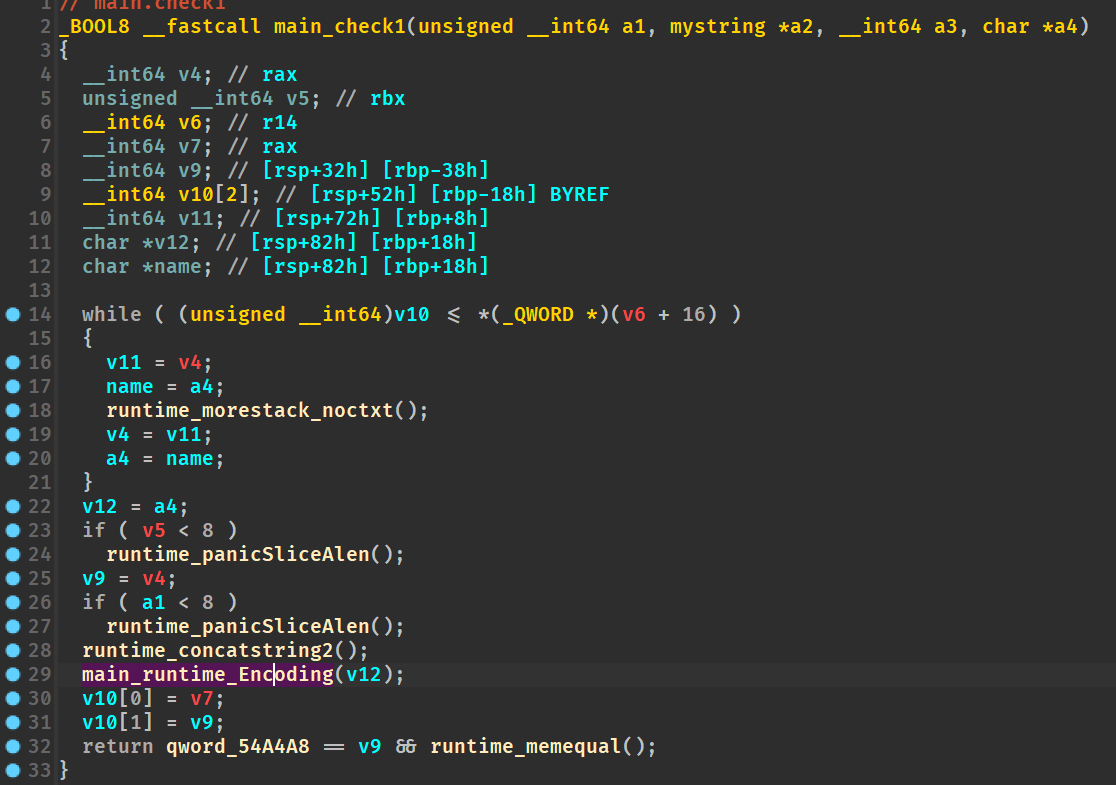 1 // main.check1
2 _BOOL8 __fastcall main_check1(unsigned __int64 a1, mystring *a2, __int64 a3, char *a4)
3 {
4   __int64 v4; // rax
5   unsigned __int64 v5; // rbx
6   __int64 v6; // r14
7   __int64 v7; // rax
8   __int64 v9; // [rsp+32h] [rbp-38h]
9   __int64 v10[2]; // [rsp+52h] [rbp-18h] BYREF
10   __int64 v11; // [rsp+72h] [rbp+8h]
11   char *v12; // [rsp+82h] [rbp+18h]
12   char *name; // [rsp+82h] [rbp+18h]
13
14   while ( (unsigned __int64)v10 <= *(_QWORD *)(v6 + 16) )
15   {
16     v11 = v4;
17     name = a4;
18     runtime_morestack_noctxt();
19     v4 = v11;
20     a4 = name;
21   }
22   v12 = a4;
23   if ( v5 < 8 )
24     runtime_panicSliceAlen();
25   v9 = v4;
26   if ( a1 < 8 )
27     runtime_panicSliceAlen();
28   runtime_concatstring2();
29   main_runtime_Encoding(v12);
30   v10[0] = v7;
31   v10[1] = v9;
32   return qword_54A4A8 == v9 && runtime_memequal();
33 }